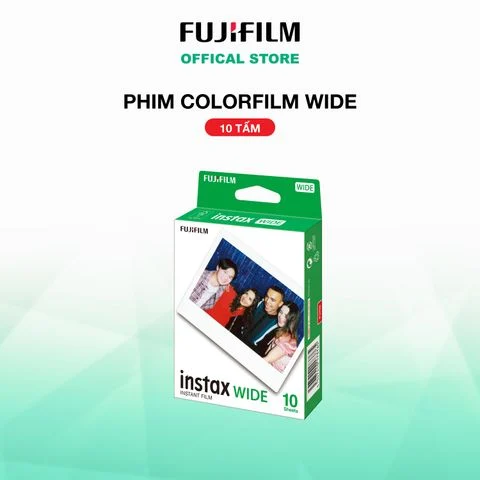 FUJIFILM
OFFICAL STORE
PHIM COLORFILM WIDE
10 TẤM
FUJIFILM
WIDE
instax WIDE
FUJIFILM
instax WIDE
INSTANT FILM
10
Sheets